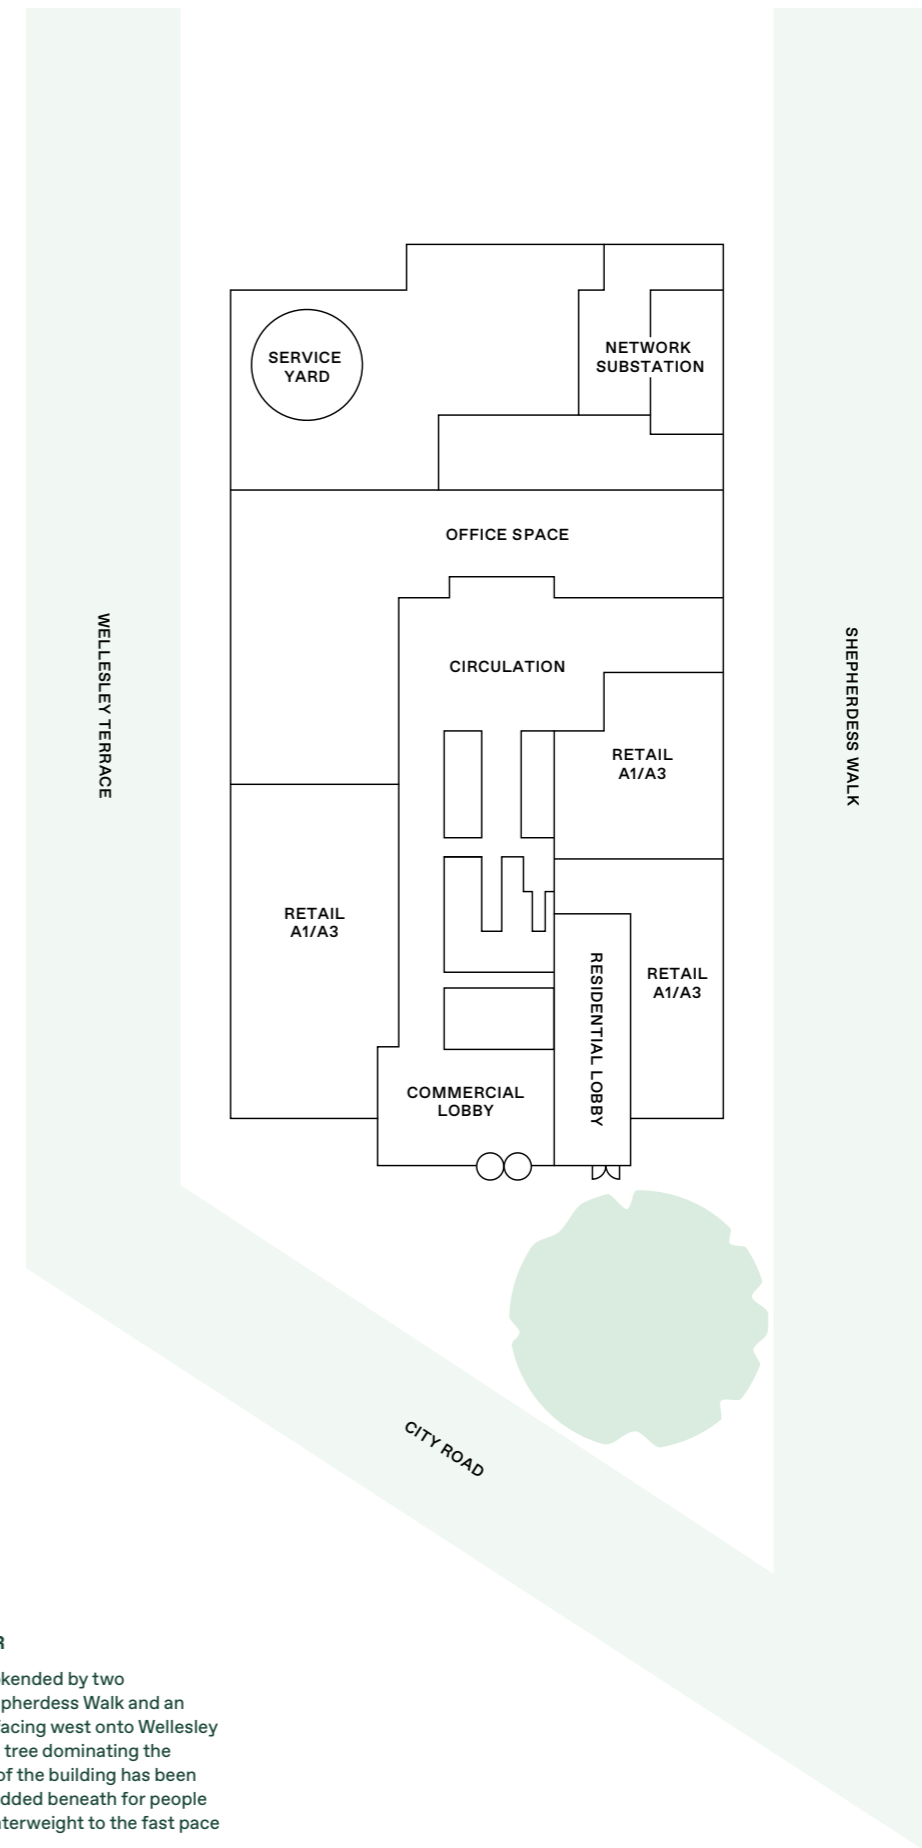 SERVICE
YARD
NETWORK
SUBSTATION
OFFICE SPACE
WELLESLEY TERRACE
SHEPHERDESS WALK
CIRCULATION
RETAIL
A1/A3
RETAIL
A1/A3
RESIDENTIAL LOBBY
RETAIL
A1/A3
COMMERCIAL
LOBBY
CITY ROAD
R
kended by two
pherdess Walk and an
facing west onto Wellesley
tree dominating the
of the building has been
dded beneath for people
nterweight to the fast pace